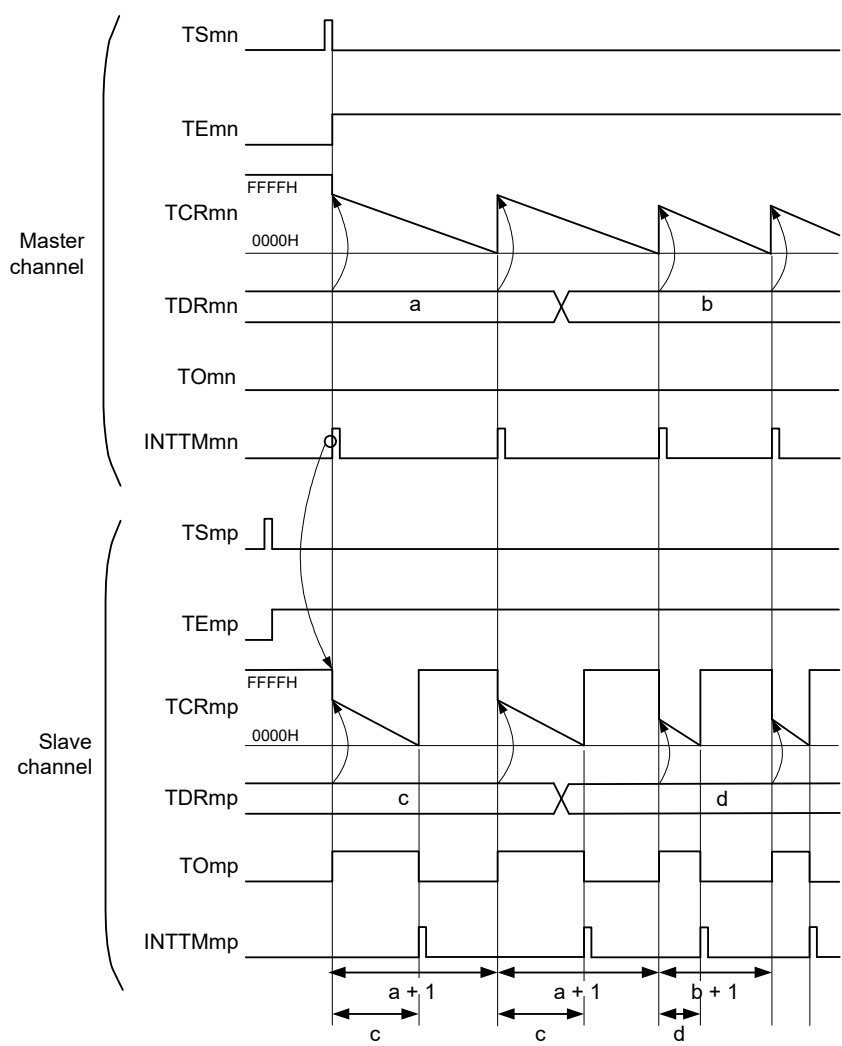 TSmn
TEmn
FFFFH
TCRmn
0000H
Master
channel
TDRmn
a
b
TOmn
INTTMmn
TSmp
TEmp
FFFFH
TCRmp
0000H
Slave
channel
TDRmp
c
d
TOmp
INTTMmp
a + 1
a + 1
b + 1
c
c
d